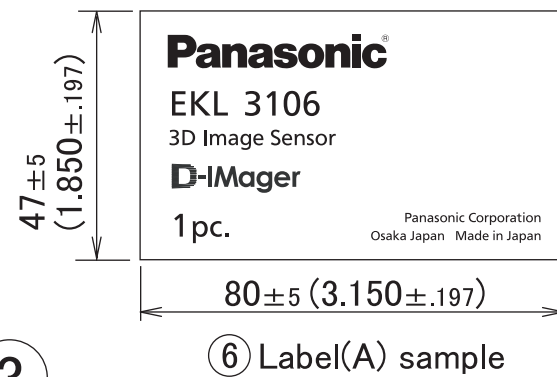 Panasonic®
EKL 3106
3D Image Sensor
D-IMager
1pc.
Panasonic Corporation
Osaka Japan Made in Japan
47±5
(1.850±.197)
80±5 (3.150±.197)
⑥ Label(A) sample